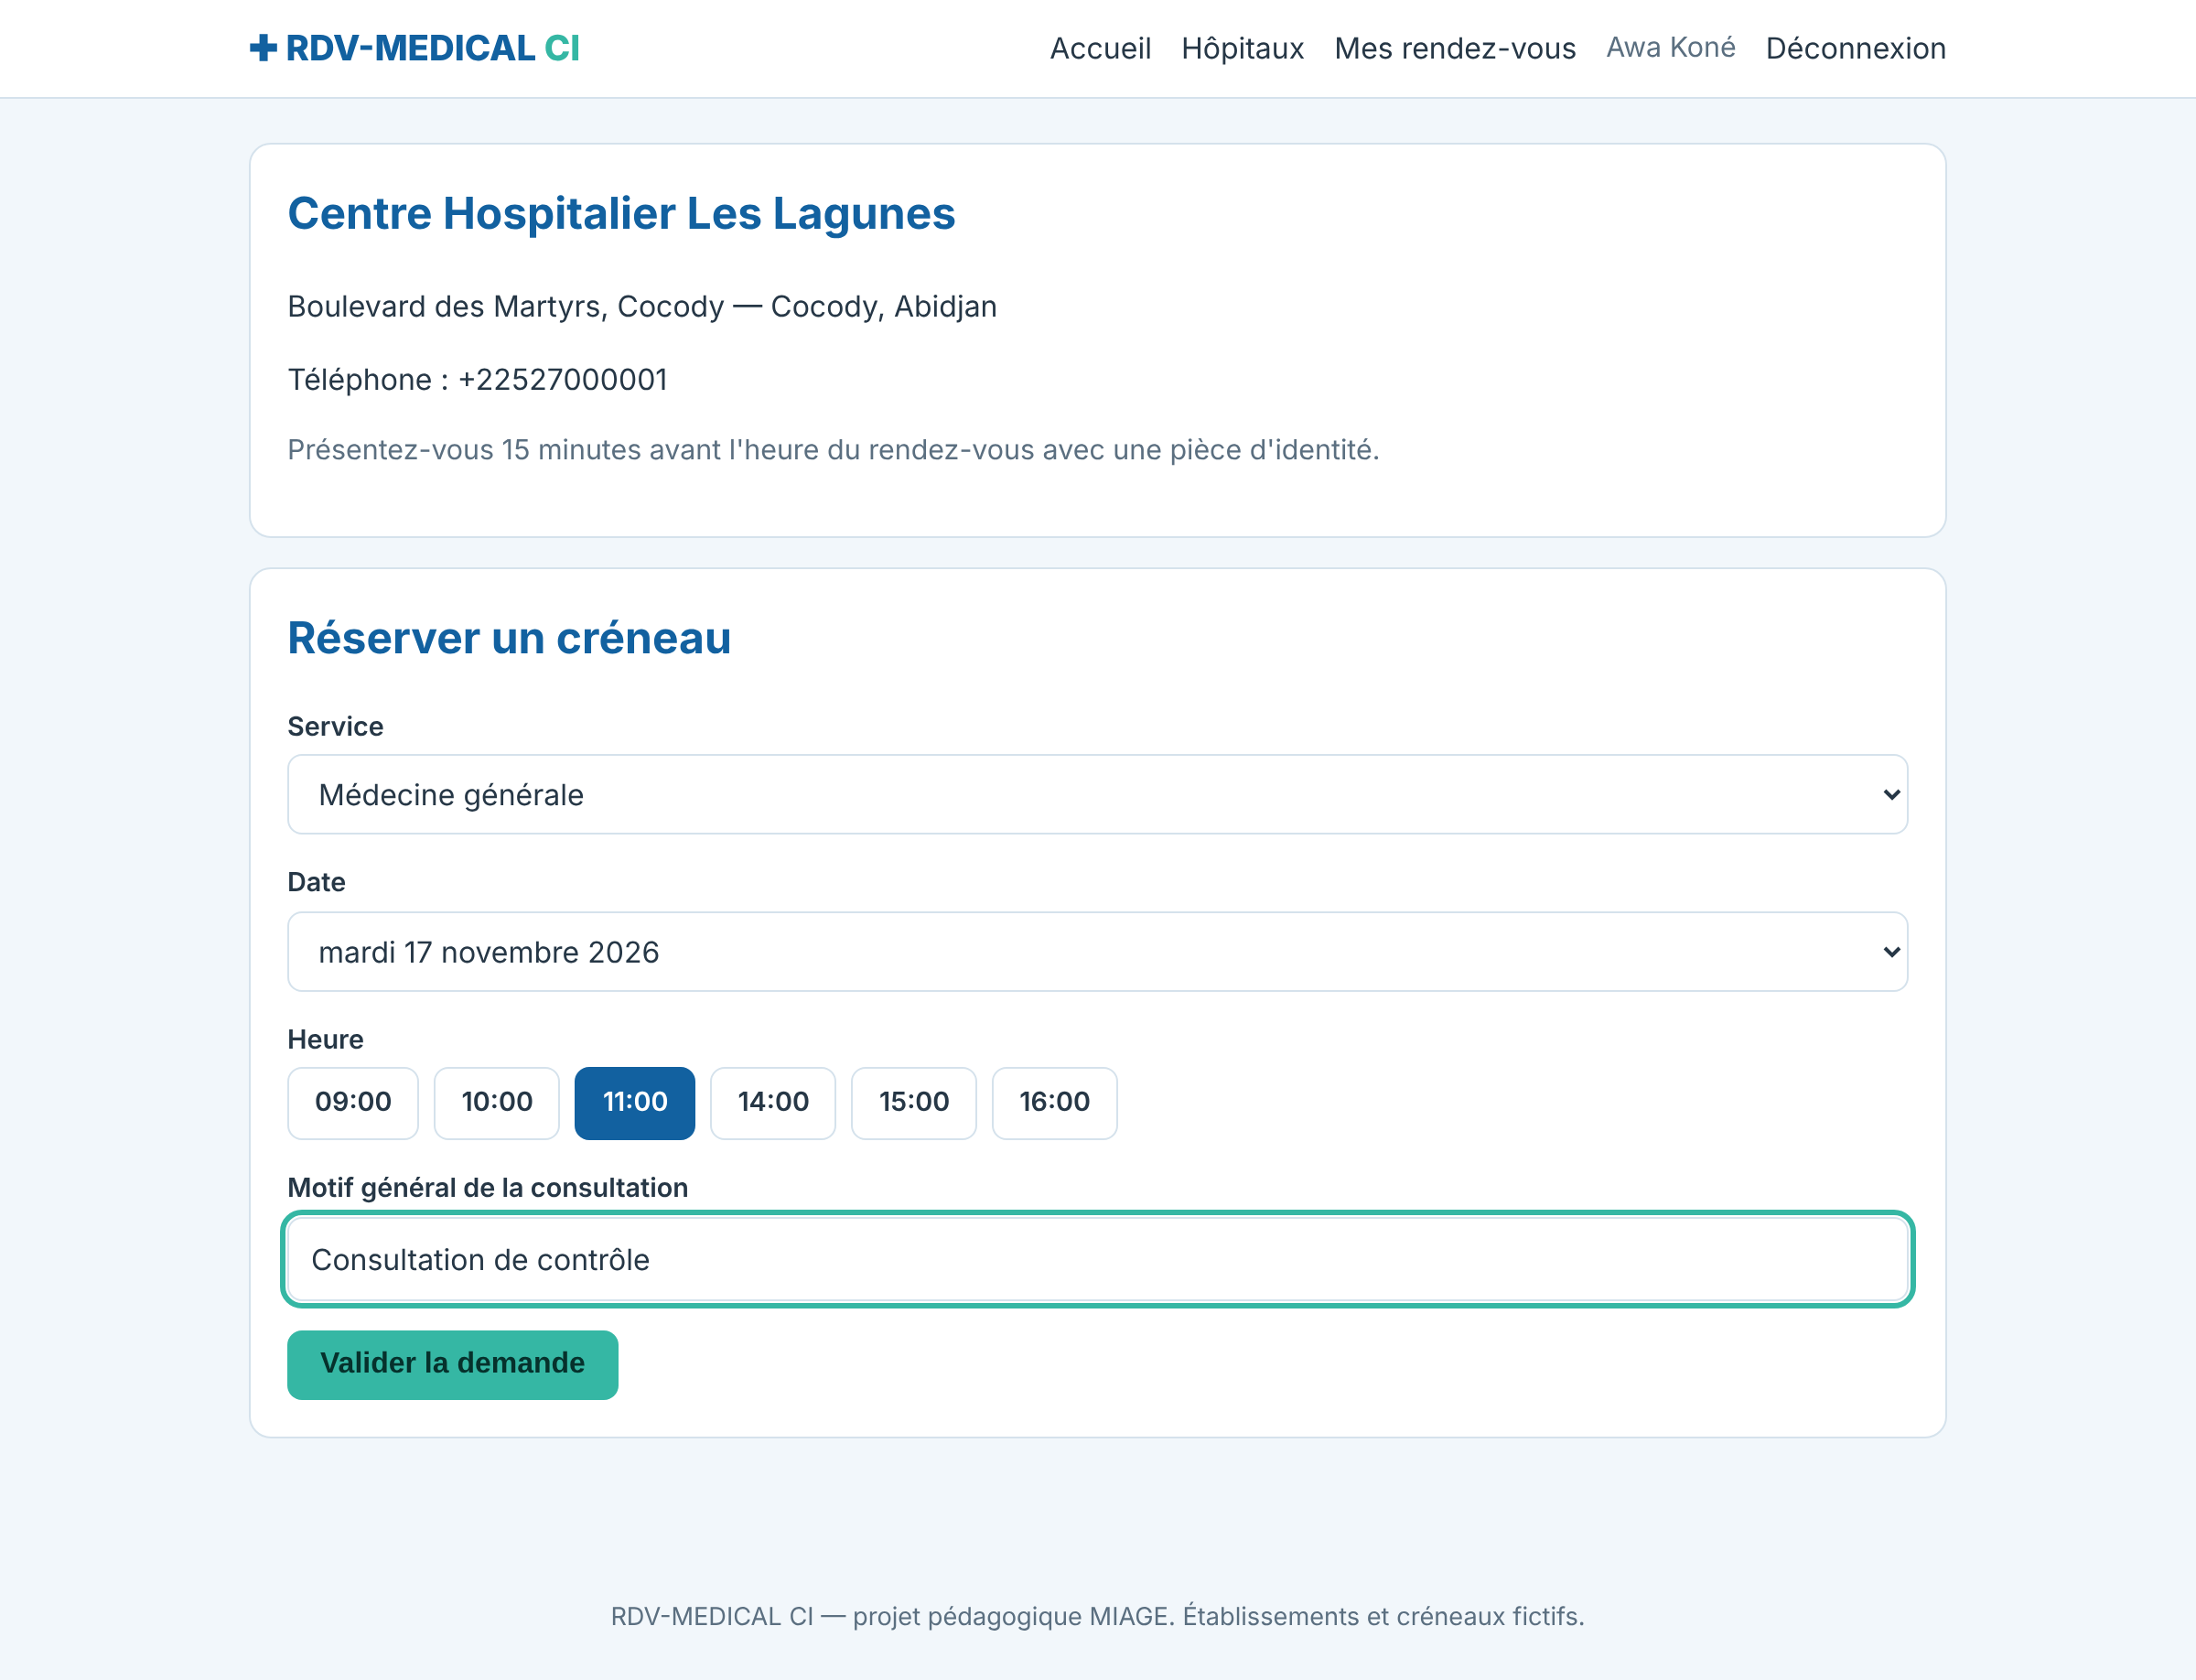 RDV-MEDICAL CI
Accueil Hôpitaux Mes rendez-vous Awa Koné Déconnexion
Centre Hospitalier Les Lagunes
Boulevard des Martyrs, Cocody — Cocody, Abidjan
Téléphone : +22527000001
Présentez-vous 15 minutes avant l'heure du rendez-vous avec une pièce d'identité.
Réserver un créneau
Service
Médecine générale
Date
mardi 17 novembre 2026
Heure
09:00 10:00 11:00 14:00 15:00 16:00
Motif général de la consultation
Consultation de contrôle
Valider la demande
RDV-MEDICAL CI — projet pédagogique MIAGE. Établissements et créneaux fictifs.